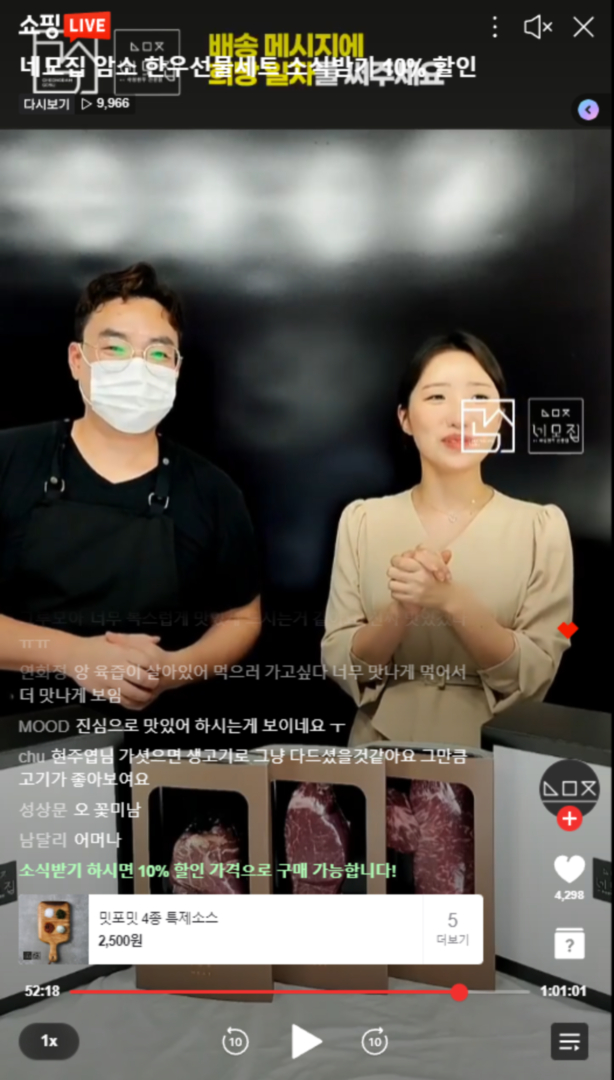 쇼핑 LIVE
배송 메시지에
희망 일자를 써주세요
네모집 암소 한우선물세트 소식받기 10% 할인
다시보기 ▷ 9,966
네모집
ㅠㅠ
연화정 앙 육즙이 살아있어 먹으러 가고싶다 너무 맛나게 먹어서
더 맛나게 보임
MOOD 진심으로 맛있어 하시는게 보이네요 ㅜ
chu 현주엽님 가셧으면 생고기로 그냥 다드셨을것같아요 그만큼
고기가 좋아보여요
성상문 오 꽃미남
남달리 어머나
소식받기 하시면 10% 할인 가격으로 구매 가능합니다!
4,298
밋포밋 4종 특제소스
2,500원
5
더보기
?
52:18
1:01:01
1x
10
10